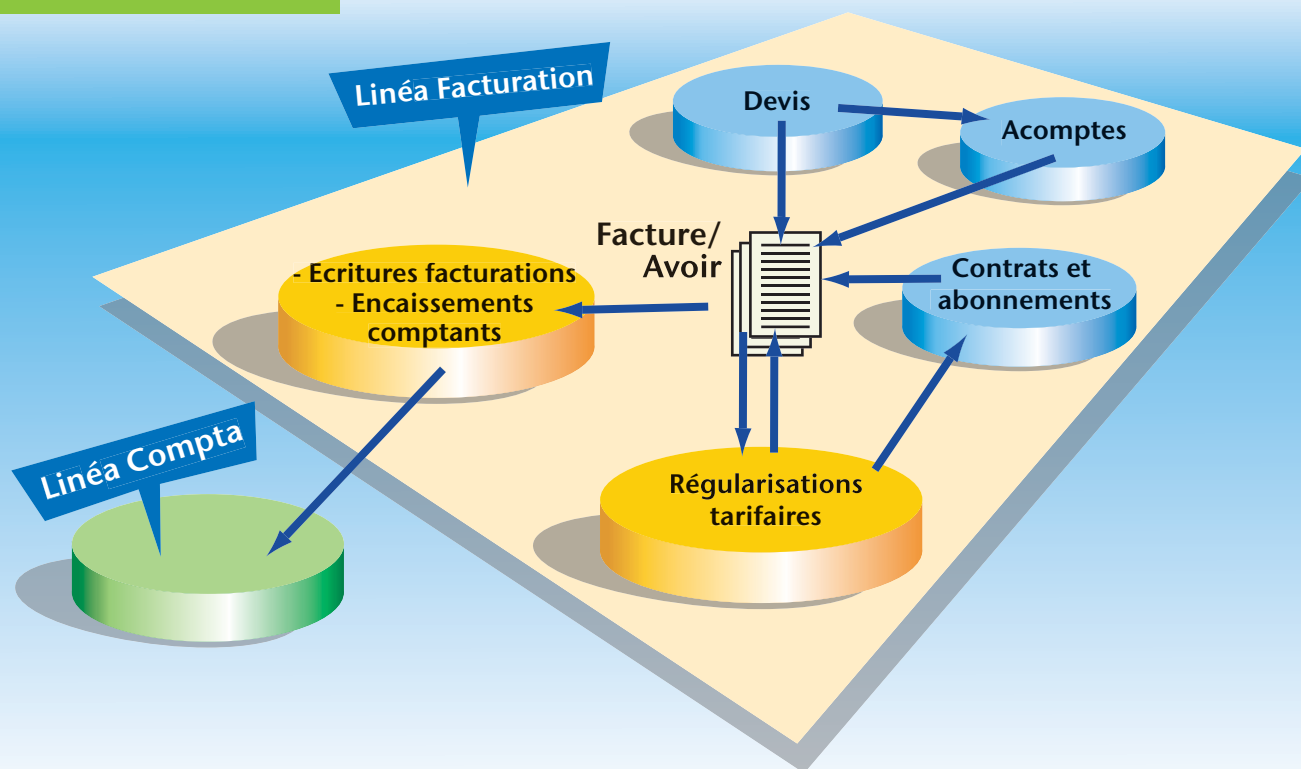 Linéa Facturation
Devis
Acomptes
Facture/
Avoir
- Ecritures facturations
- Encaissements
comptants
Contrats et
abonnements
Linéa Compta
Régularisations
tarifaires